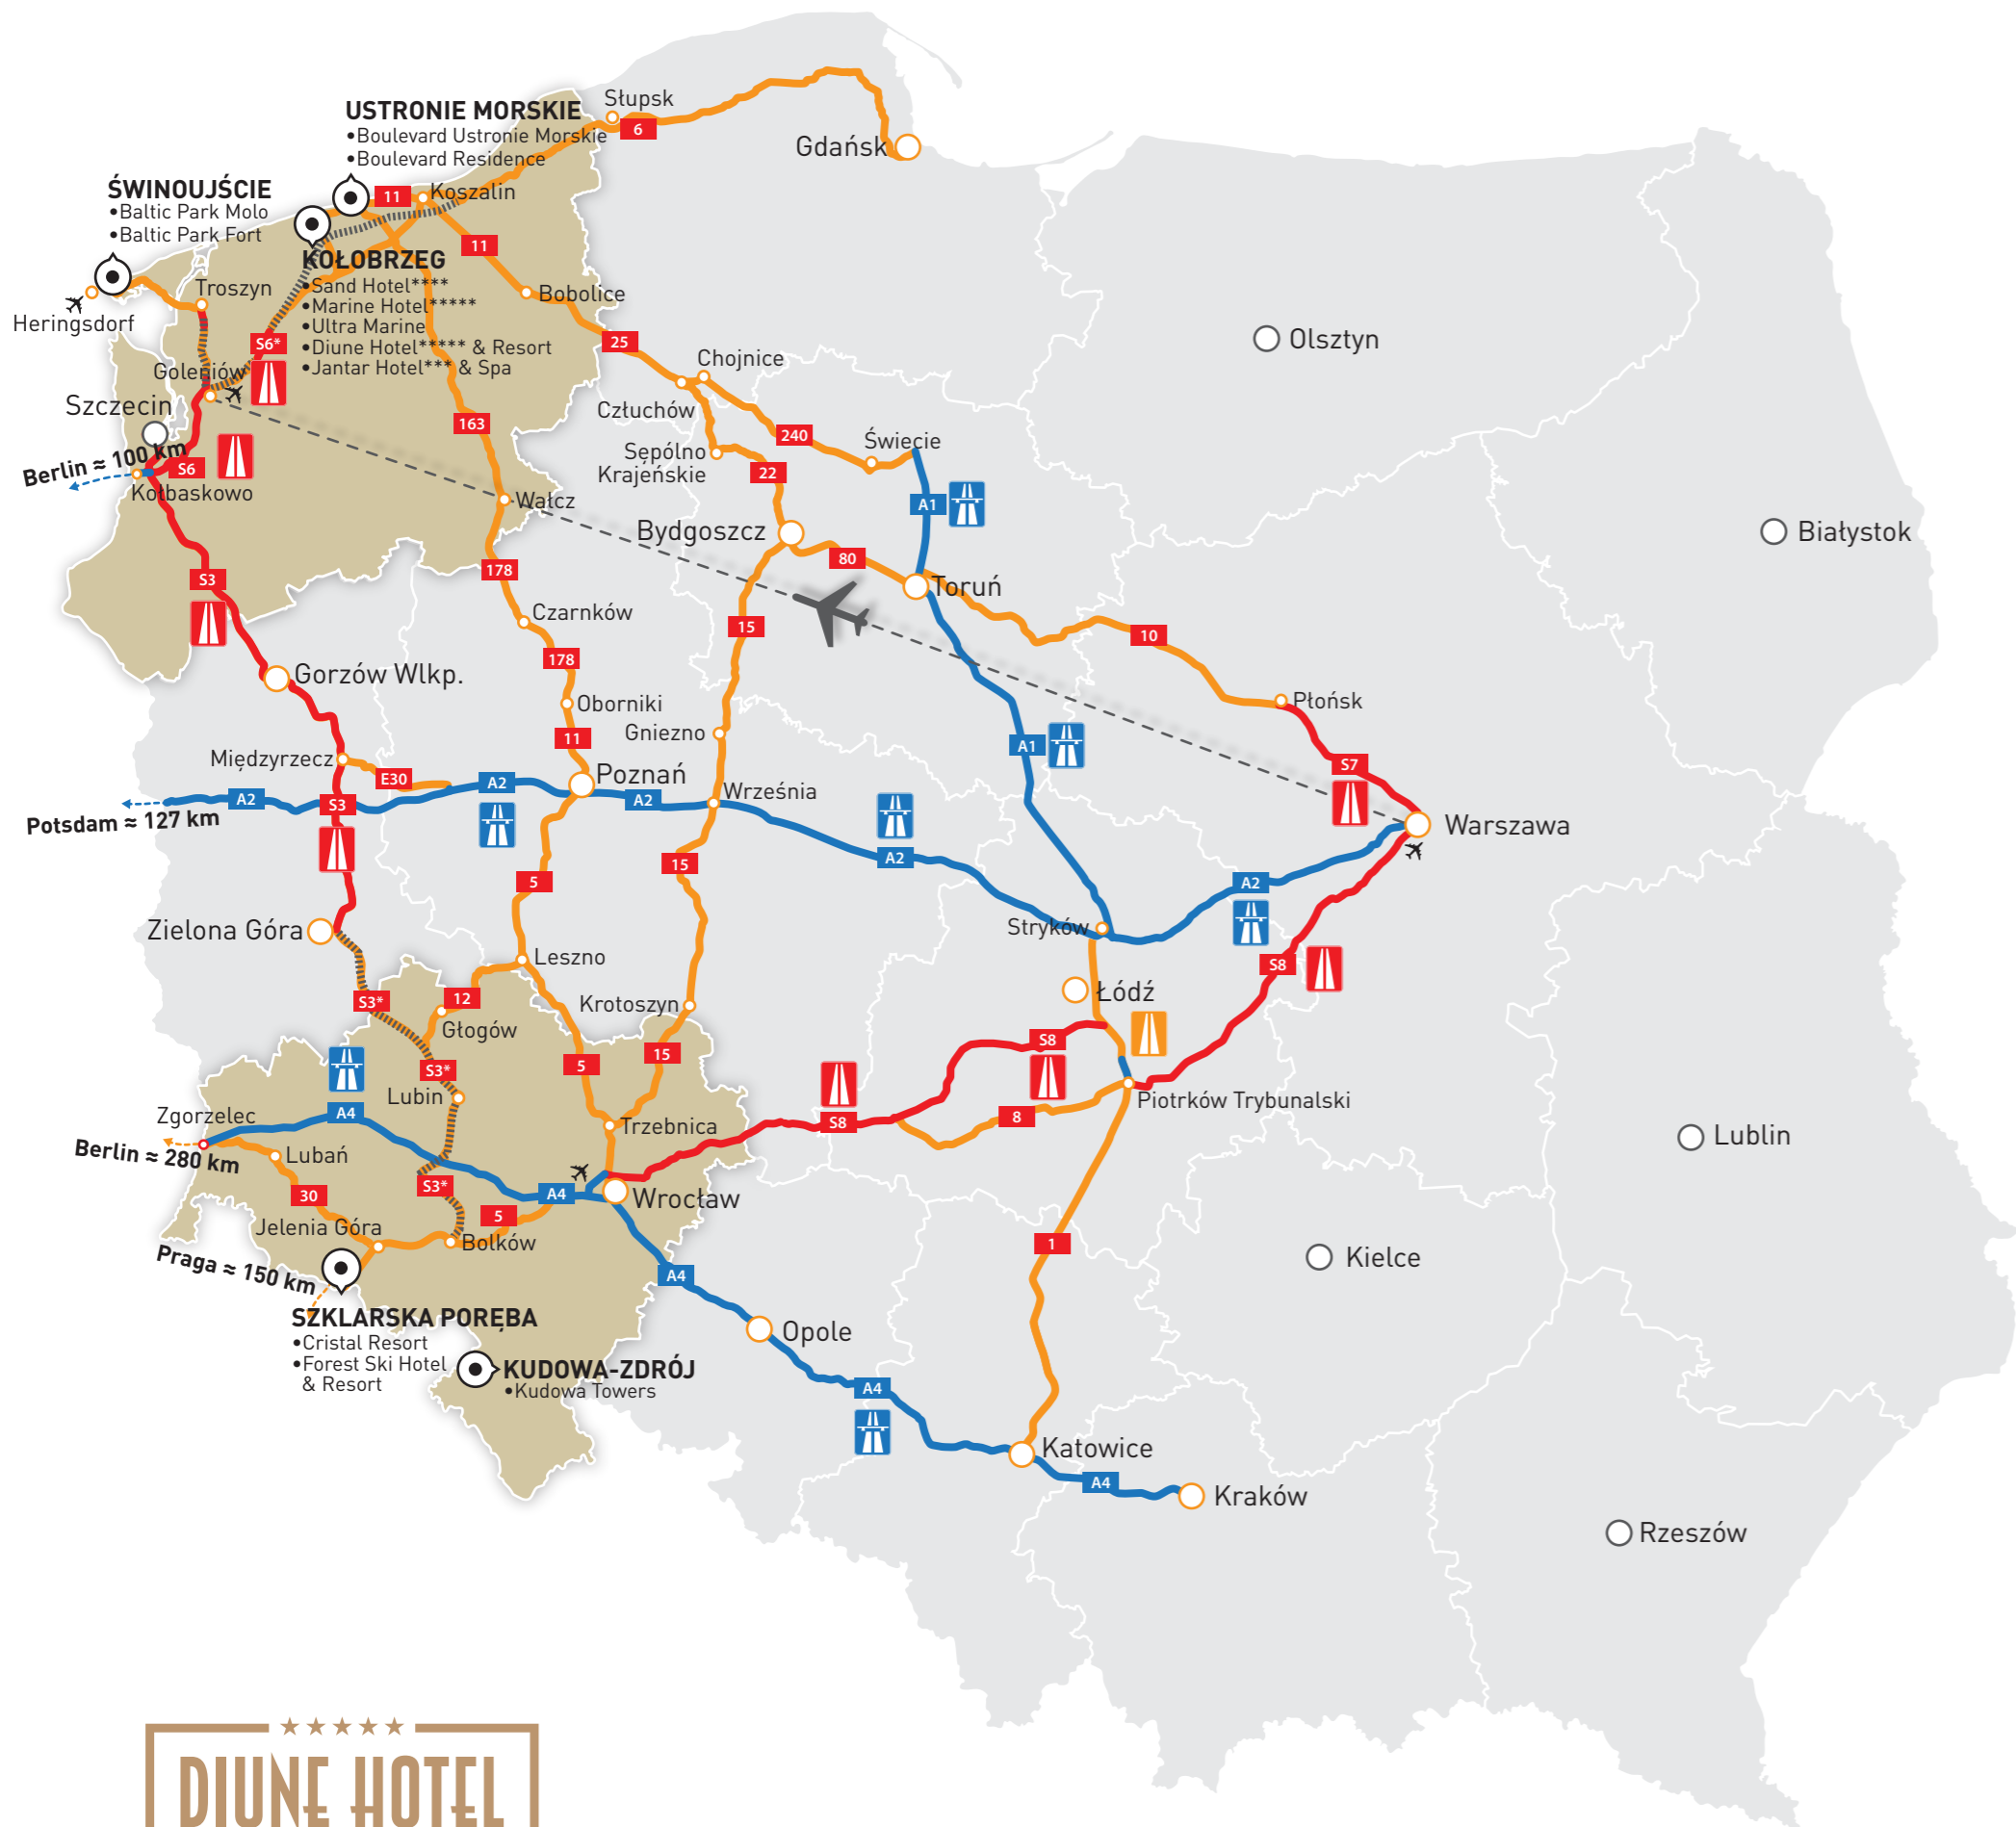 USTRONIE MORSKIE
•Boulevard Ustronie Morskie
•Boulevard Residence
Słupsk
6
Gdańsk
ŚWINOUJŚCIE
•Baltic Park Molo
•Baltic Park Fort
11
Koszalin
11
KOŁOBRZEG
•Sand Hotel****
•Marine Hotel*****
•Ultra Marine
•Diune Hotel***** & Resort
•Jantar Hotel*** & Spa
Troszyn
Heringsdorf
Bobolice
S6*
25
Olsztyn
Goleniów
Chojnice
Szczecin
Człuchów
163
240
Świecie
Sępólno
Krajeńskie
22
Berlin ≈ 100 km
S6
Kołbaskowo
Wałcz
A1
Bydgoszcz
Białystok
80
178
S3
Toruń
Czarnków
15
10
178
Gorzów Wlkp.
Oborniki
Płońsk
Gniezno
11
A1
Międzyrzecz
E30
S7
Poznań
A2
A2
A2
S3
Września
Potsdam ≈ 127 km
Warszawa
A2
15
5
A2
Stryków
Zielona Góra
Leszno
S8
S3*
12
Krotoszyn
Łódź
Głogów
S8
5
15
S3*
Lubin
Piotrków Trybunalski
Zgorzelec
A4
8
S8
Trzebnica
Lubań
Lublin
Berlin ≈ 280 km
S3*
30
A4
Wrocław
5
Jelenia Góra
Bolków
1
Kielce
Praga ≈ 150 km
A4
SZKLARSKA PORĘBA
•Cristal Resort
•Forest Ski Hotel
& Resort
Opole
KUDOWA-ZDRÓJ
•Kudowa Towers
A4
Katowice
A4
Kraków
Rzeszów
DIUNE HOTEL